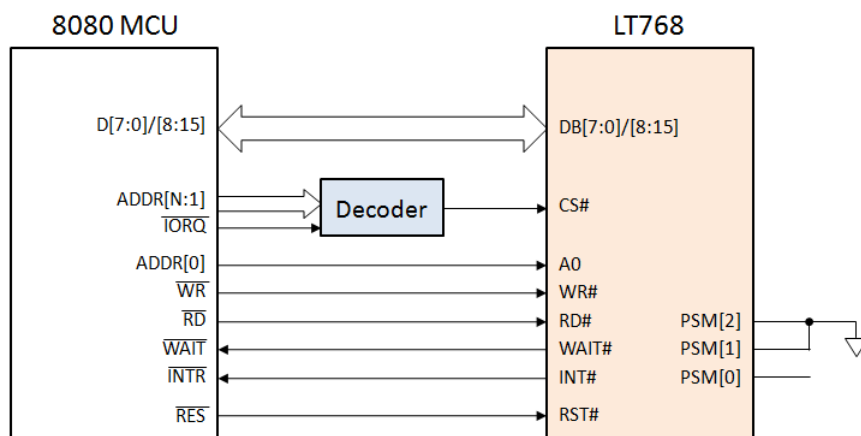 8080 MCU LT768
D[7:0]/[8:15] DB[7:0]/[8:15]
ADDR[N:1]
Decoder CS#
IORQ
ADDR[0] A0
WR WR#
RD RD# PSM[2]
WAIT WAIT# PSM[1]
INTR INT# PSM[0]
RES RST#